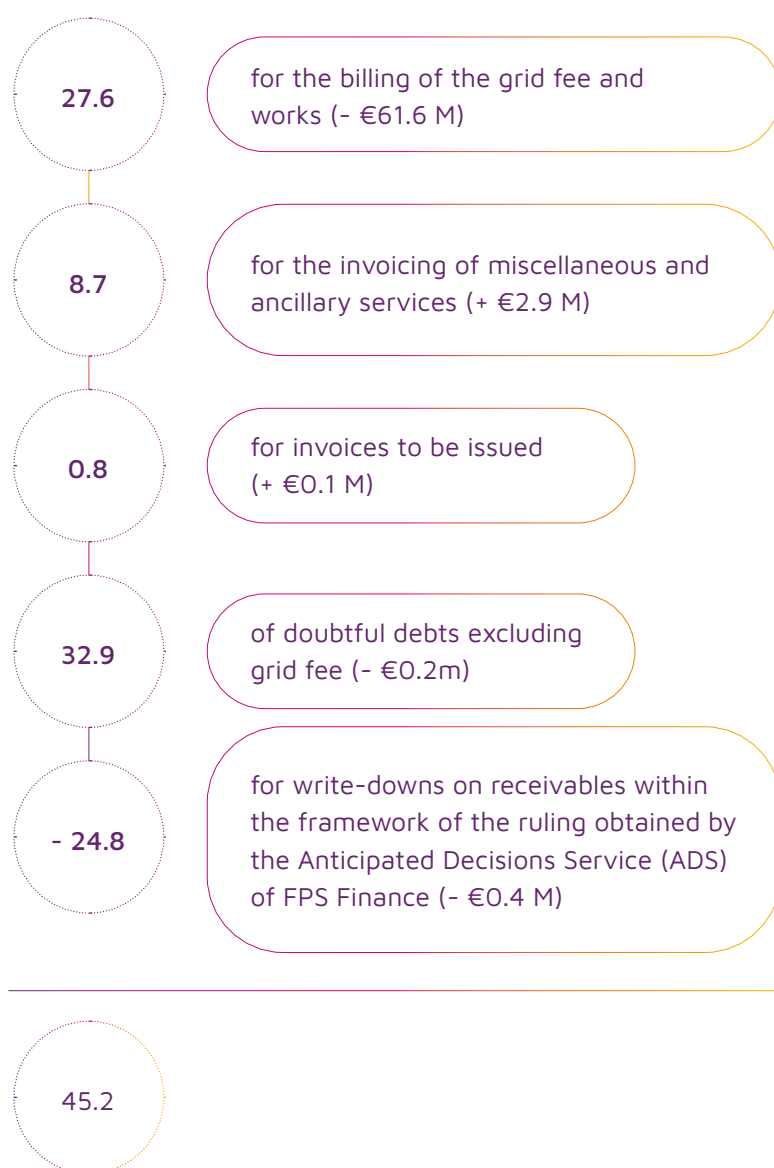 27.6
for the billing of the grid fee and
works (- €61.6 M)
8.7
for the invoicing of miscellaneous and
ancillary services (+ €2.9 M)
0.8
for invoices to be issued
(+ €0.1 M)
32.9
of doubtful debts excluding
grid fee (- €0.2m)
- 24.8
for write-downs on receivables within
the framework of the ruling obtained by
the Anticipated Decisions Service (ADS)
of FPS Finance (- €0.4 M)
45.2